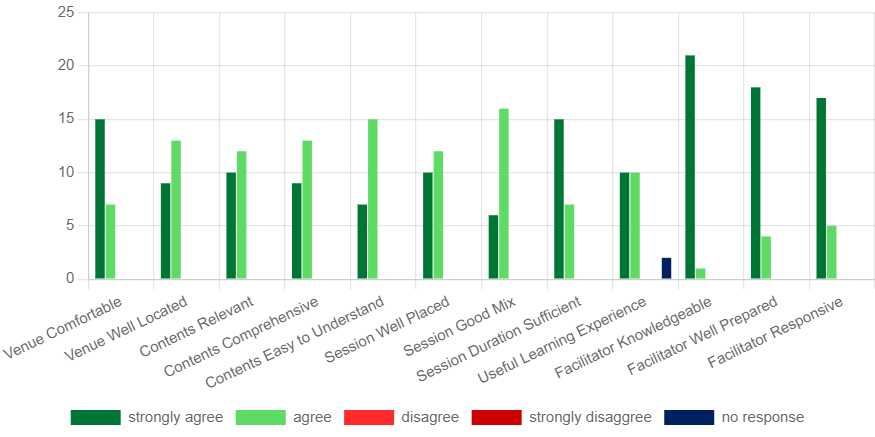 25
20
15
10
5
0
Venue Comfortable
Venue Well Located
Contents Relevant
Contents Comprehensive
Contents Easy to Understand
Session Well Placed
Session Good Mix
Session Duration Sufficient
Useful Learning Experience
Facilitator Knowledgeable
Facilitator Well Prepared
Facilitator Responsive
strongly agree
agree
disagree
strongly disaggree
no response